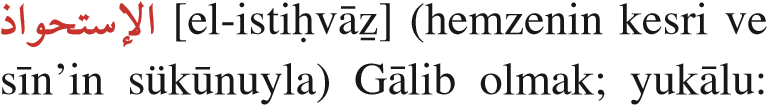 الإستحواذ [el-istiḥvāẕ] (hemzenin kesri ve
sīn’in sükūnuyla) Gālib olmak; yukālu: